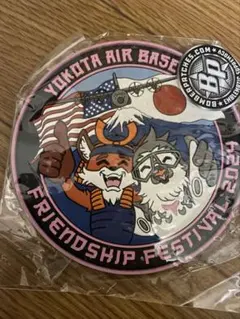 YOKOTA AIR BASE
FRIENDSHIP FESTIVAL 2024
BP
BOMBERPATCHES.COM